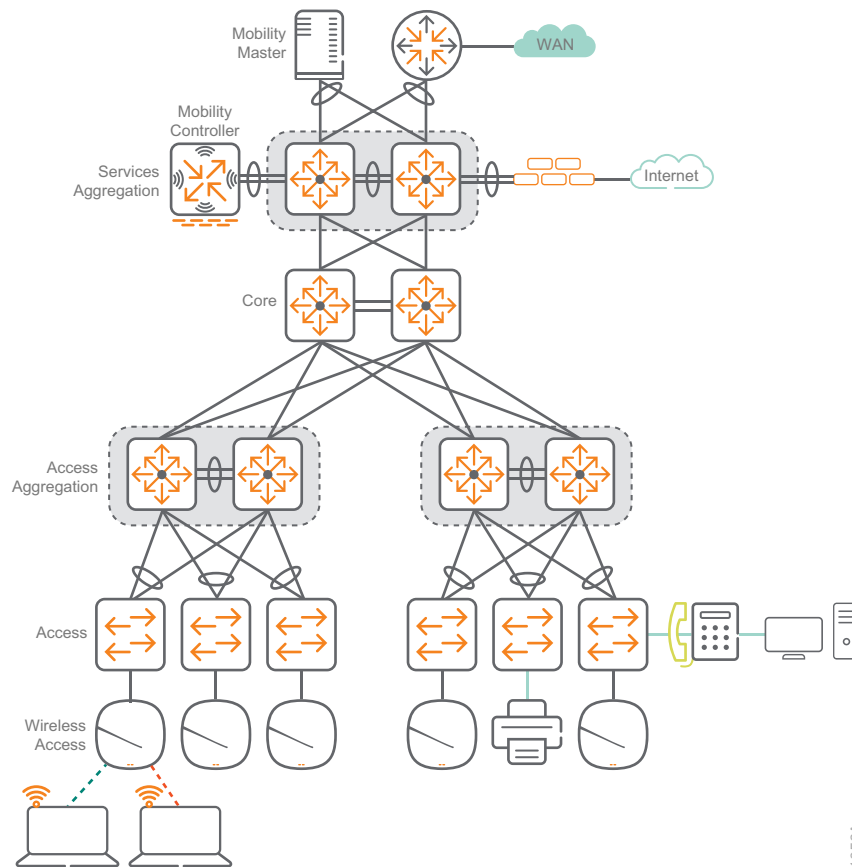 Mobility
Master
WAN
Mobility
Controller
Services
Aggregation
Internet
Core
Access
Aggregation
Access
Wireless
Access